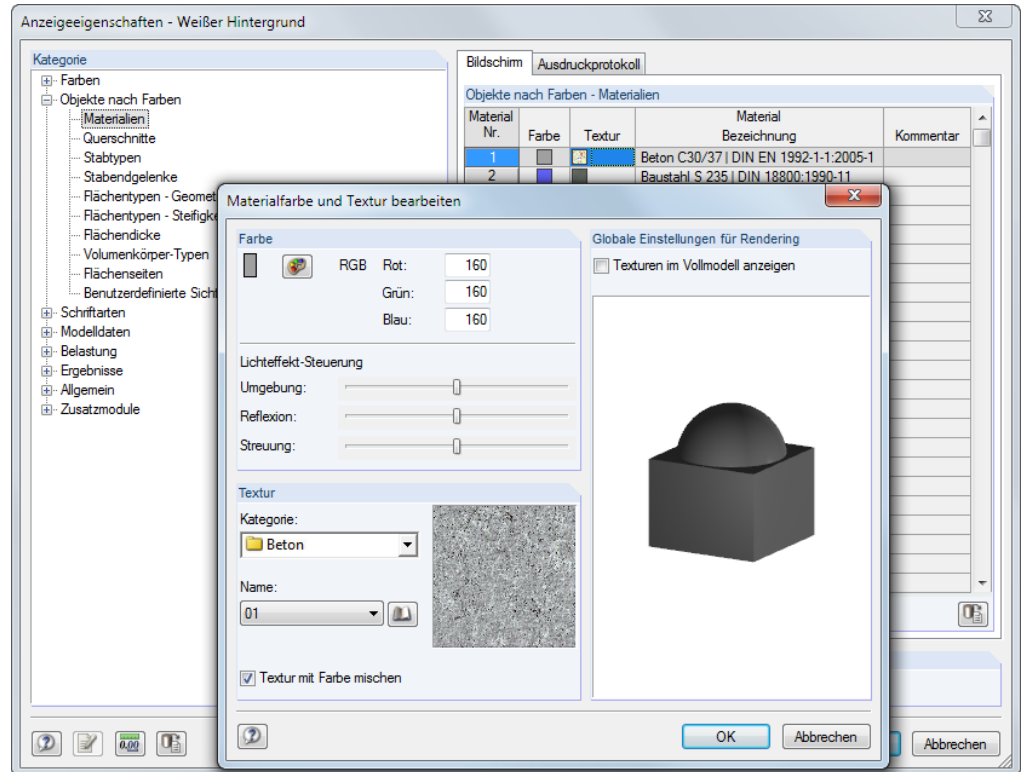 Anzeigeeigenschaften - Weißer Hintergrund
Kategorie
Farben
Objekte nach Farben
Materialien
Querschnitte
Stabtypen
Stabendgelenke
Flächentypen - Geomet
Flächentypen - Steifigke
Flächendicke
Volumenkörper-Typen
Flächenseiten
Benutzerdefinierte Sicht
Schriftarten
Modelldaten
Belastung
Ergebnisse
Allgemein
Zusatzmodule
Bildschirm Ausdruckprotokoll
Objekte nach Farben - Materialien
Material Nr. Farbe Textur Material Bezeichnung Kommentar
1 Beton C30/37 | DIN EN 1992-1-1:2005-1
2 Baustahl S 235 | DIN 18800:1990-11
Materialfarbe und Textur bearbeiten
Farbe
RGB Rot: 160
Grün: 160
Blau: 160
Lichteffekt-Steuerung
Umgebung:
Reflexion:
Streuung:
Textur
Kategorie:
Beton
Name:
01
Textur mit Farbe mischen
Globale Einstellungen für Rendering
Texturen im Vollmodell anzeigen
OK Abbrechen
0.00
Abbrechen